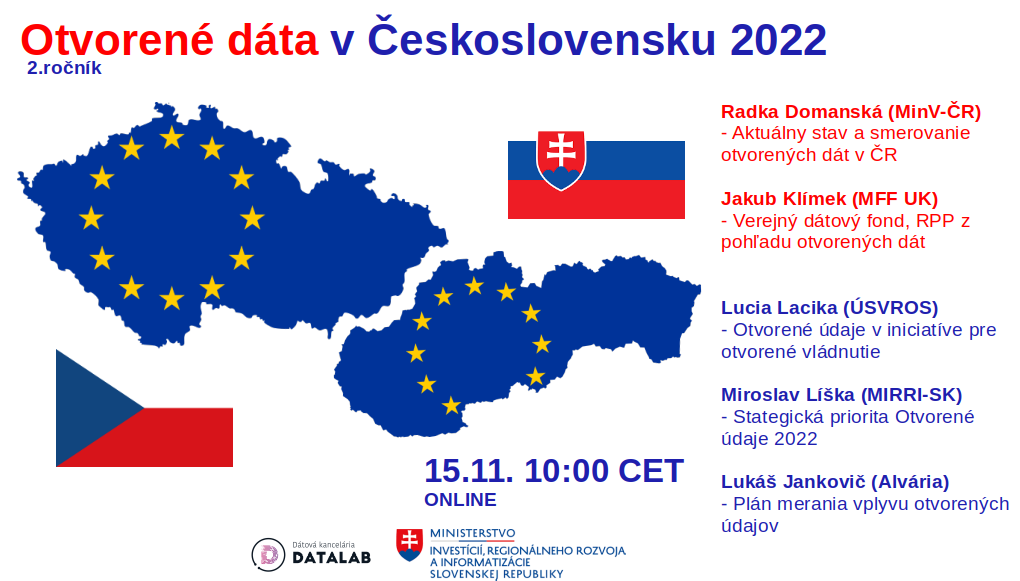 Otvorené dáta v Československu 2022
2.ročník
Radka Domanská (MinV-ČR)
- Aktuálny stav a smerovanie
otvorených dát v ČR
Jakub Klímek (MFF UK)
- Verejný dátový fond, RPP z
pohľadu otvorených dát
Lucia Lacika (ÚSVROS)
- Otvorené údaje v iniciatíve pre
otvorené vládnutie
Miroslav Líška (MIRRI-SK)
- Stategická priorita Otvorené
údaje 2022
Lukáš Jankovič (Alvária)
- Plán merania vplyvu otvorených
údajov
15.11. 10:00 CET
ONLINE
Dátová kancelária
DATALAB
MINISTERSTVO
INVESTÍCIÍ, REGIONÁLNEHO ROZVOJA
A INFORMATIZÁCIE
SLOVENSKEJ REPUBLIKY